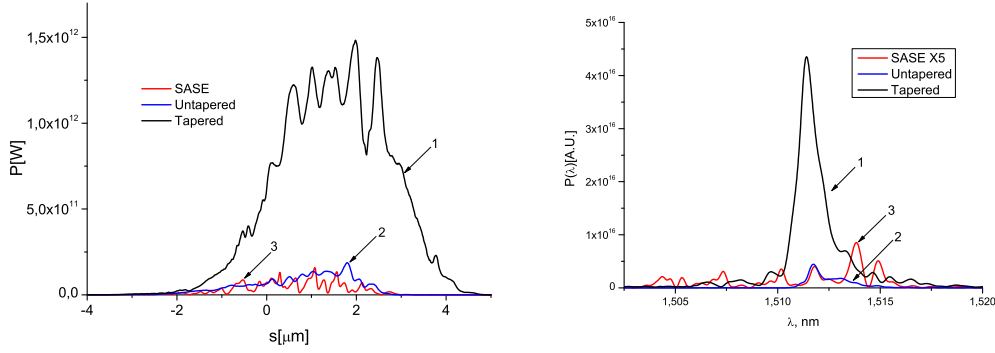 1,5x10¹²
1,0x10¹²
5,0x10¹¹
0,0
P[W]
-4
-2
0
2
4
s[μm]
SASE
Untapered
Tapered
1
2
3
5x10¹⁶
4x10¹⁶
3x10¹⁶
2x10¹⁶
1x10¹⁶
0
P(λ)[A.U.]
1,505
1,510
1,515
1,520
λ, nm
SASE X5
Untapered
Tapered
1
3
2